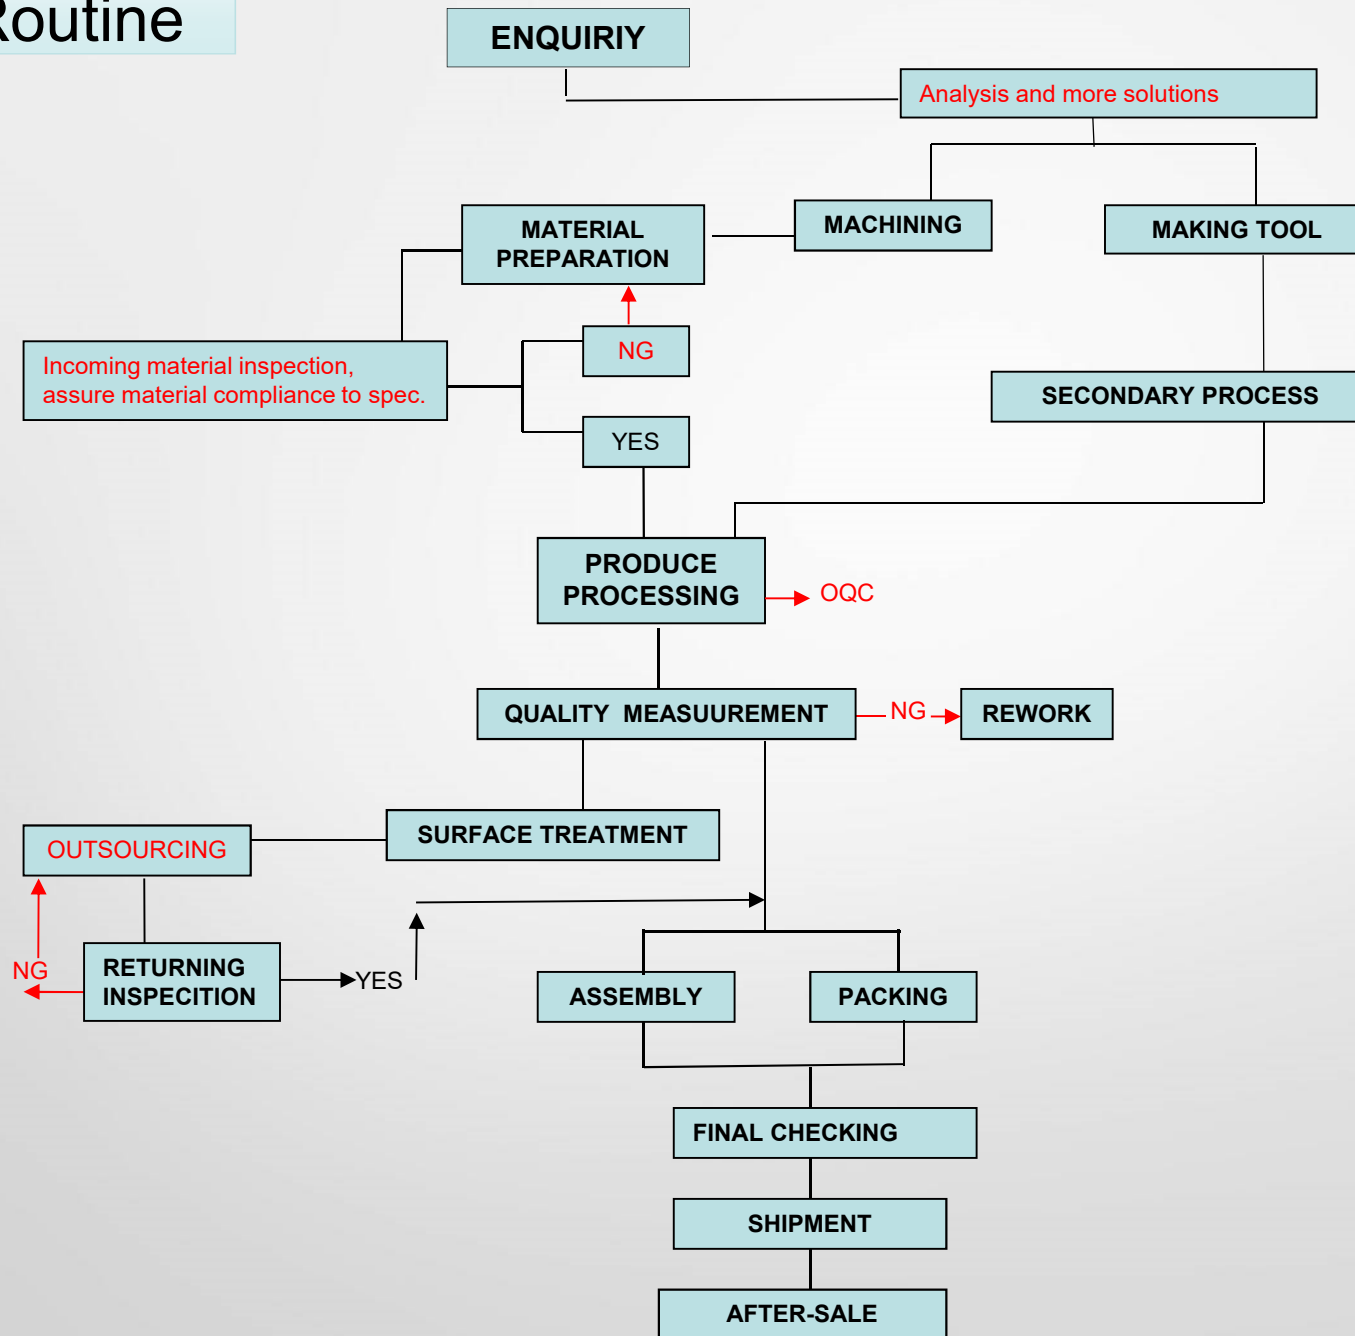 Routine
ENQUIRIY
Analysis and more solutions
MATERIAL
PREPARATION
MACHINING
MAKING TOOL
NG
Incoming material inspection,
assure material compliance to spec.
SECONDARY PROCESS
YES
PRODUCE
PROCESSING
OQC
QUALITY MEASUUREMENT
NG
REWORK
SURFACE TREATMENT
OUTSOURCING
NG
RETURNING
INSPECITION
YES
ASSEMBLY
PACKING
FINAL CHECKING
SHIPMENT
AFTER-SALE